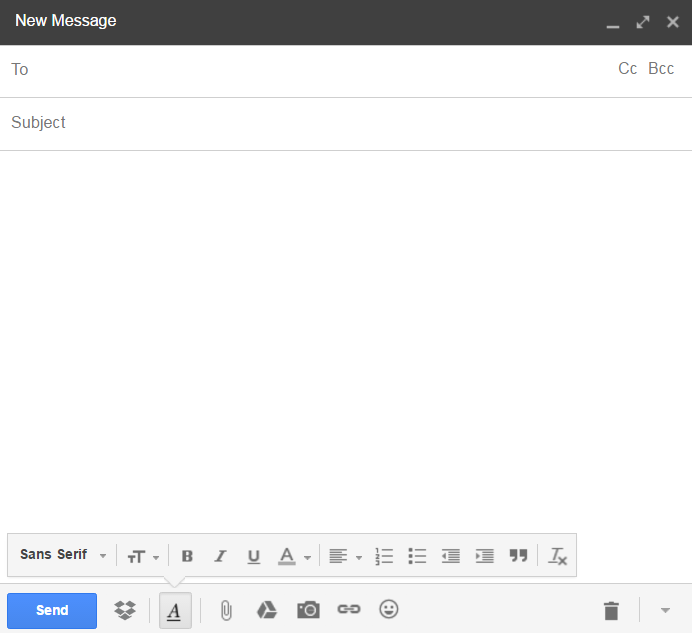 New Message
To Cc Bcc
Subject
Sans Serif
Send